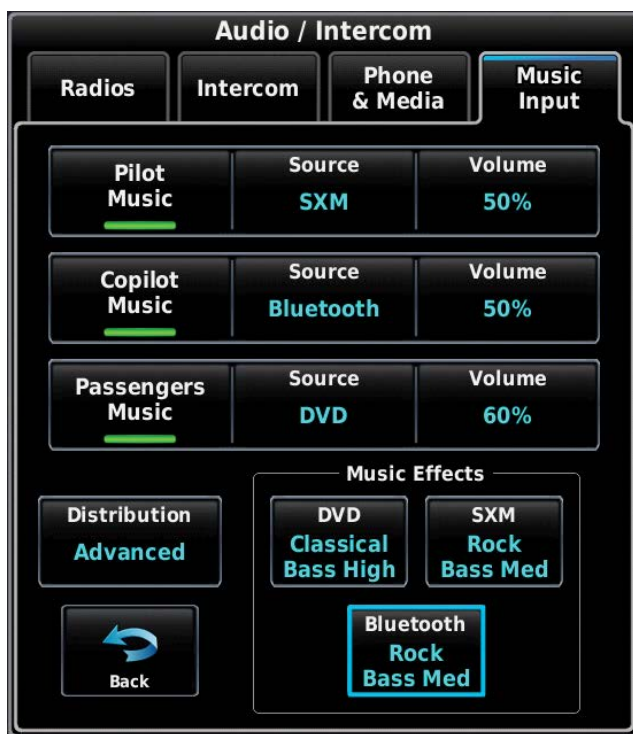 Audio / Intercom
Radios
Intercom
Phone
& Media
Music
Input
Pilot
Music
Source
SXM
Volume
50%
Copilot
Music
Source
Bluetooth
Volume
50%
Passengers
Music
Source
DVD
Volume
60%
Distribution
Advanced
Music Effects
DVD
Classical
Bass High
SXM
Rock
Bass Med
Bluetooth
Rock
Bass Med
Back